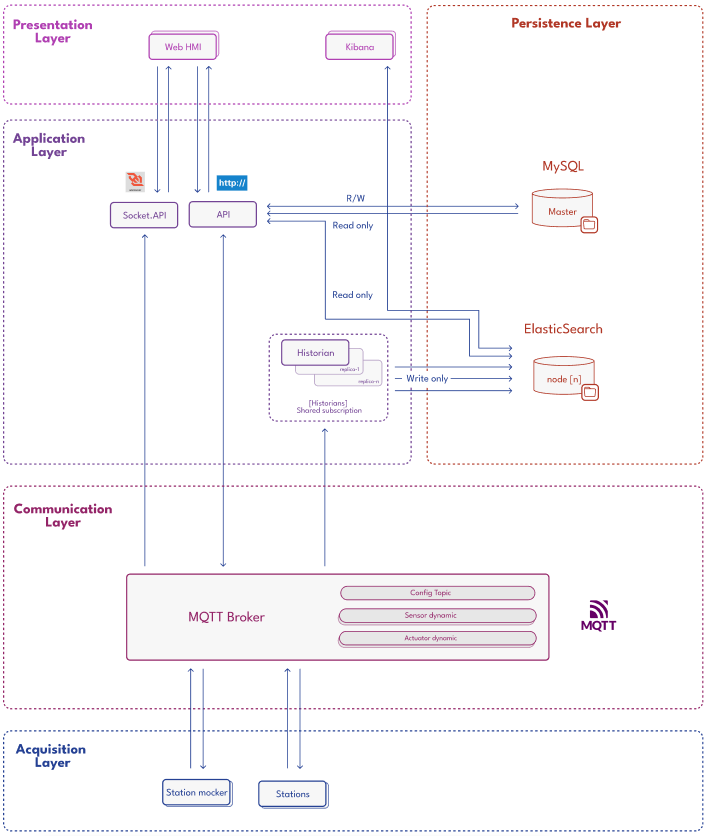 Presentation
Layer
Web HMI
Kibana
Persistence Layer
Application
Layer
http://
Socket.API
API
R/W
Read only
MySQL
Master
Read only
ElasticSearch
node [n]
Historian
replica-1
replica-n
Write only
[Historians]
Shared subscription
Communication
Layer
MQTT Broker
Config Topic
Sensor dynamic
Actuator dynamic
MQTT
Acquisition
Layer
Station mocker
Stations